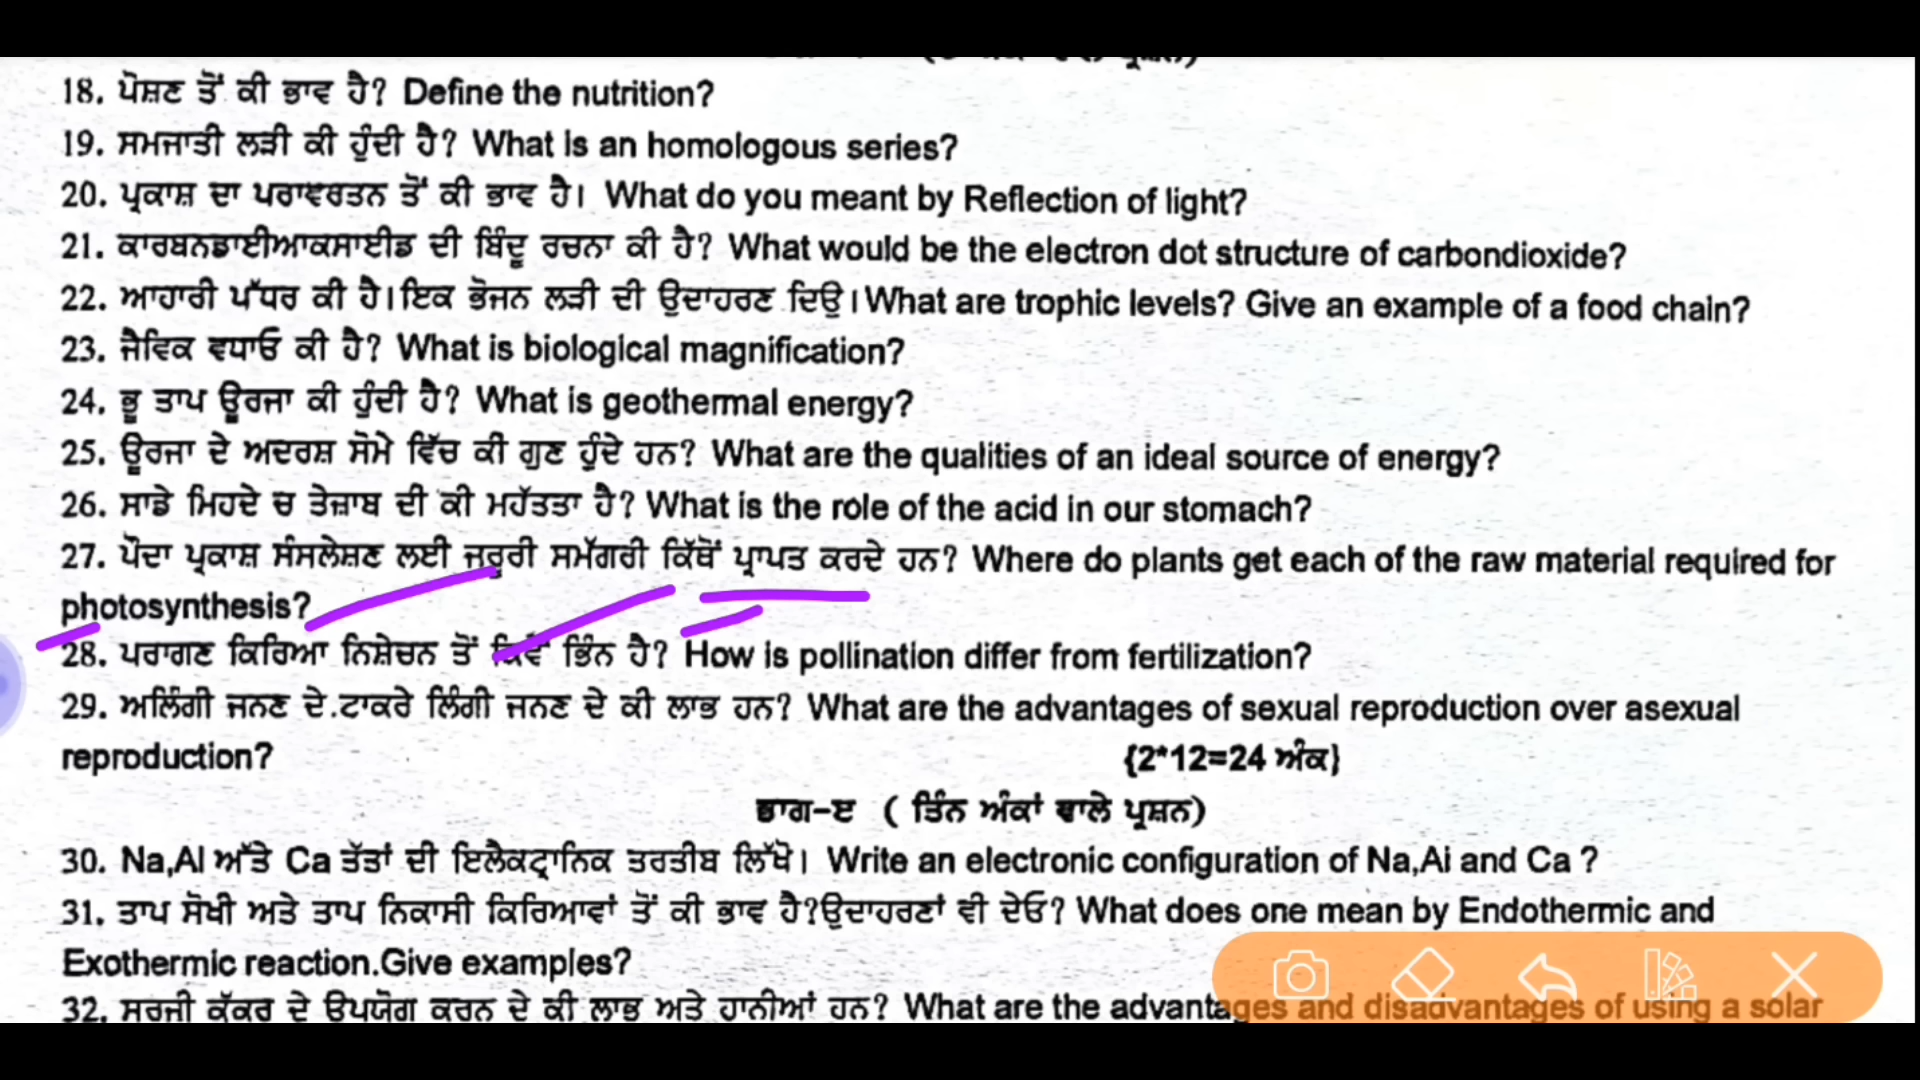 18. ਪੋਸ਼ਣ ਤੋਂ ਕੀ ਭਾਵ ਹੈ? Define the nutrition?
19. ਸਮਜਾਤੀ ਲੜੀ ਕੀ ਹੁੰਦੀ ਹੈ? What is an homologous series?
20. ਪ੍ਰਕਾਸ਼ ਦਾ ਪਰਾਵਰਤਨ ਤੋਂ ਕੀ ਭਾਵ ਹੈ। What do you meant by Reflection of light?
21. ਕਾਰਬਨਡਾਈਆਕਸਾਈਡ ਦੀ ਬਿੰਦੂ ਰਚਨਾ ਕੀ ਹੈ? What would be the electron dot structure of carbondioxide?
22. ਆਹਾਰੀ ਪੱਧਰ ਕੀ ਹੈ।ਇਕ ਭੋਜਨ ਲੜੀ ਦੀ ਉਦਾਹਰਣ ਦਿਉ। What are trophic levels? Give an example of a food chain?
23. ਜੈਵਿਕ ਵਧਾਓ ਕੀ ਹੈ? What is biological magnification?
24. ਭੂ ਤਾਪ ਊਰਜਾ ਕੀ ਹੁੰਦੀ ਹੈ? What is geothermal energy?
25. ਊਰਜਾ ਦੇ ਅਦਰਸ਼ ਸੋਮੇ ਵਿੱਚ ਕੀ ਗੁਣ ਹੁੰਦੇ ਹਨ? What are the qualities of an ideal source of energy?
26. ਸਾਡੇ ਮਿਹਦੇ ਚ ਤੇਜ਼ਾਬ ਦੀ ਕੀ ਮਹੱਤਤਾ ਹੈ? What is the role of the acid in our stomach?
27. ਪੌਦਾ ਪ੍ਰਕਾਸ਼ ਸੰਸਲੇਸ਼ਣ ਲਈ ਜਰੂਰੀ ਸਮੱਗਰੀ ਕਿੱਥੋਂ ਪ੍ਰਾਪਤ ਕਰਦੇ ਹਨ? Where do plants get each of the raw material required for
photosynthesis?
28. ਪਰਾਗਣ ਕਿਰਿਆ ਨਿਸ਼ੇਚਨ ਤੋਂ ਕਿਵੇਂ ਭਿੰਨ ਹੈ? How is pollination differ from fertilization?
29. ਅਲਿੰਗੀ ਜਨਣ ਦੇ.ਟਾਕਰੇ ਲਿੰਗੀ ਜਨਣ ਦੇ ਕੀ ਲਾਭ ਹਨ? What are the advantages of sexual reproduction over asexual
reproduction? {2*12=24 ਅੰਕ}
ਭਾਗ-ੲ ( ਤਿੰਨ ਅੰਕਾਂ ਵਾਲੇ ਪ੍ਰਸ਼ਨ)
30. Na,Al ਅੱਤੇ Ca ਤੱਤਾਂ ਦੀ ਇਲੈਕਟ੍ਰਾਨਿਕ ਤਰਤੀਬ ਲਿੱਖੋ। Write an electronic configuration of Na,Ai and Ca ?
31. ਤਾਪ ਸੋਖੀ ਅਤੇ ਤਾਪ ਨਿਕਾਸੀ ਕਿਰਿਆਵਾਂ ਤੋਂ ਕੀ ਭਾਵ ਹੈ?ਉਦਾਹਰਣਾਂ ਵੀ ਦੇਓ? What does one mean by Endothermic and
Exothermic reaction.Give examples?
32. ਸੂਰਜੀ ਕੁੱਕਰ ਦੇ ਉਪਯੋਗ ਕਰਨ ਦੇ ਕੀ ਲਾਭ ਅਤੇ ਹਾਨੀਆਂ ਹਨ? What are the advantages and disadvantages of using a solar